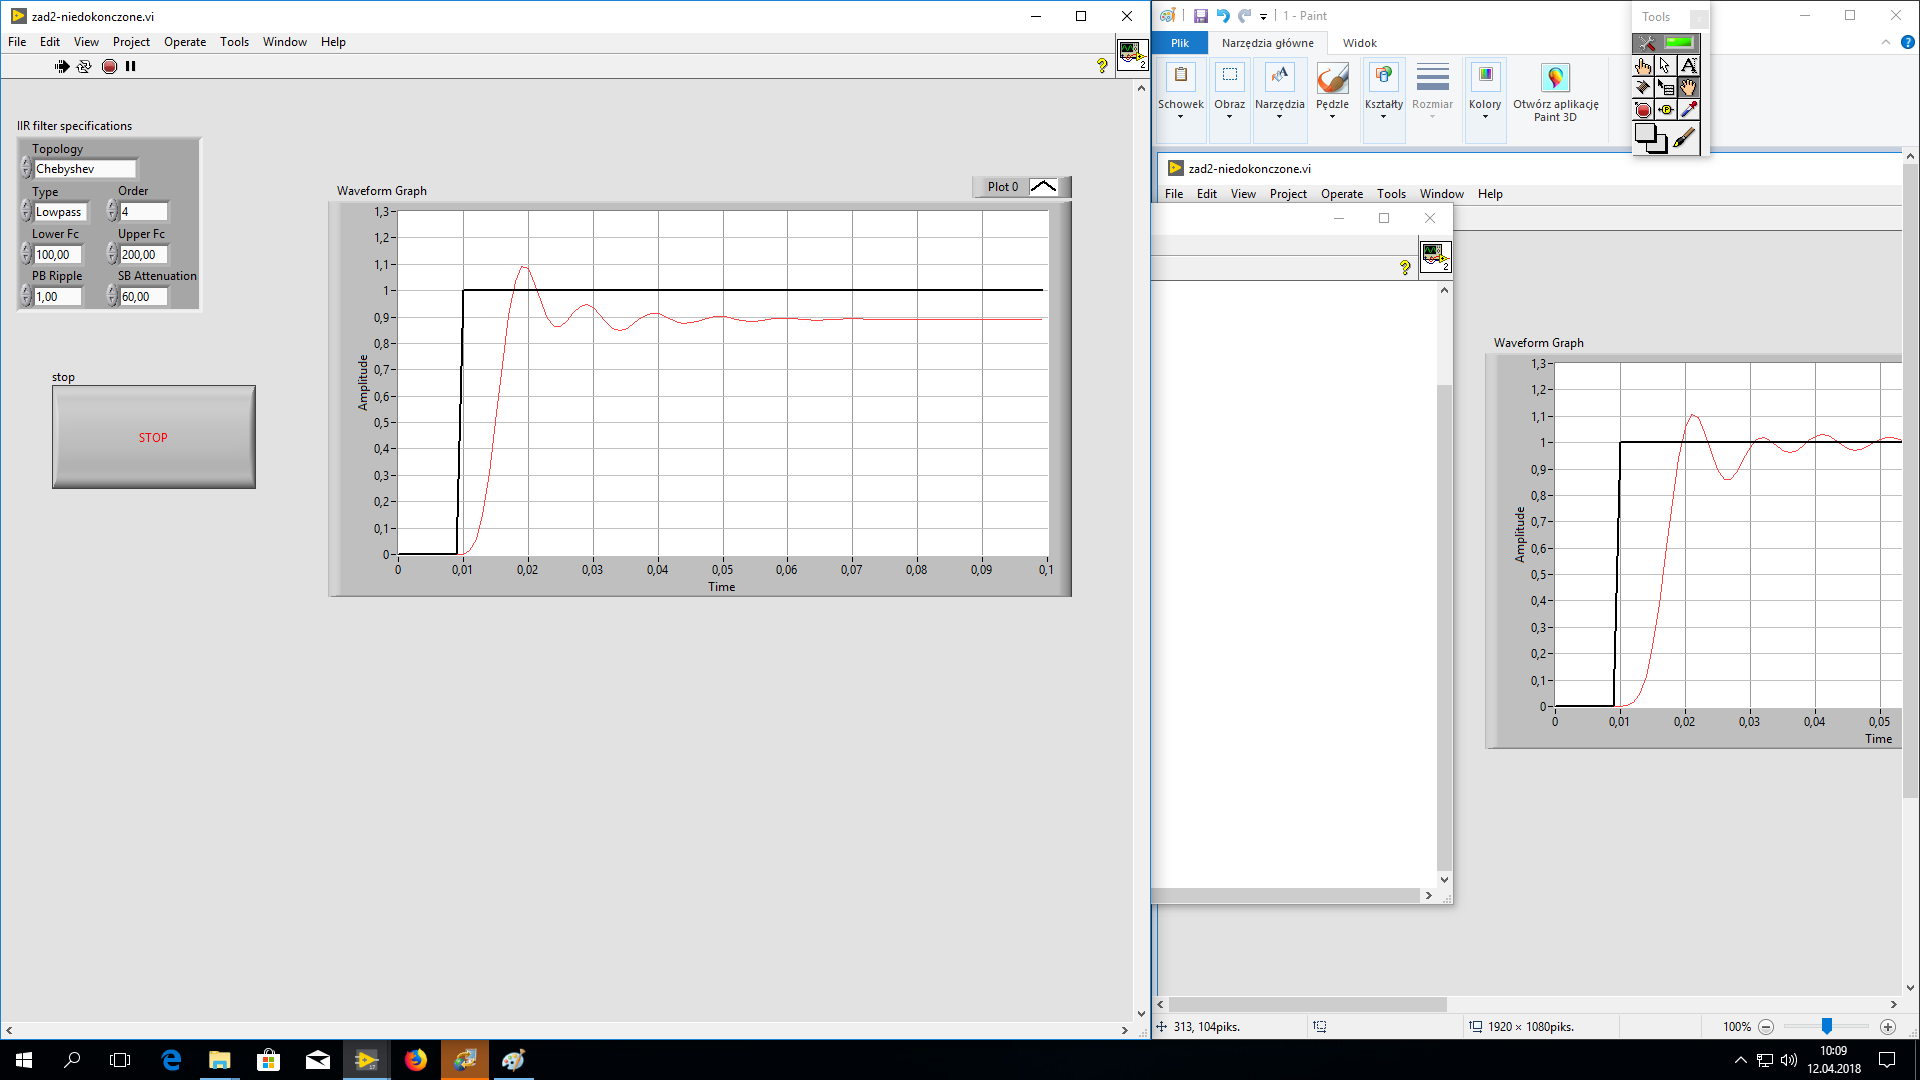 zad2-niedokonczone.vi
File Edit View Project Operate Tools Window Help
2
IIR filter specifications
Topology
Chebyshev
Type Order
Lowpass 4
Lower Fc Upper Fc
100,00 200,00
PB Ripple SB Attenuation
1,00 60,00
stop
STOP
Waveform Graph
Plot 0
1,3
1,2
1,1
1
0,9
0,8
0,7
0,6
0,5
0,4
0,3
0,2
0,1
0
Amplitude
0 0,01 0,02 0,03 0,04 0,05 0,06 0,07 0,08 0,09 0,1
Time
1 - Paint
Plik Narzędzia główne Widok
Schowek Obraz Narzędzia Pędzle Kształty Rozmiar Kolory Otwórz aplikację
Paint 3D
Tools
zad2-niedokonczone.vi
File Edit View Project Operate Tools Window Help
2
Waveform Graph
1,3
1,2
1,1
1
0,9
0,8
0,7
0,6
0,5
0,4
0,3
0,2
0,1
0
Amplitude
0 0,01 0,02 0,03 0,04 0,05
Time
313, 104piks.
1920 × 1080piks.
100%
10:09
12.04.2018